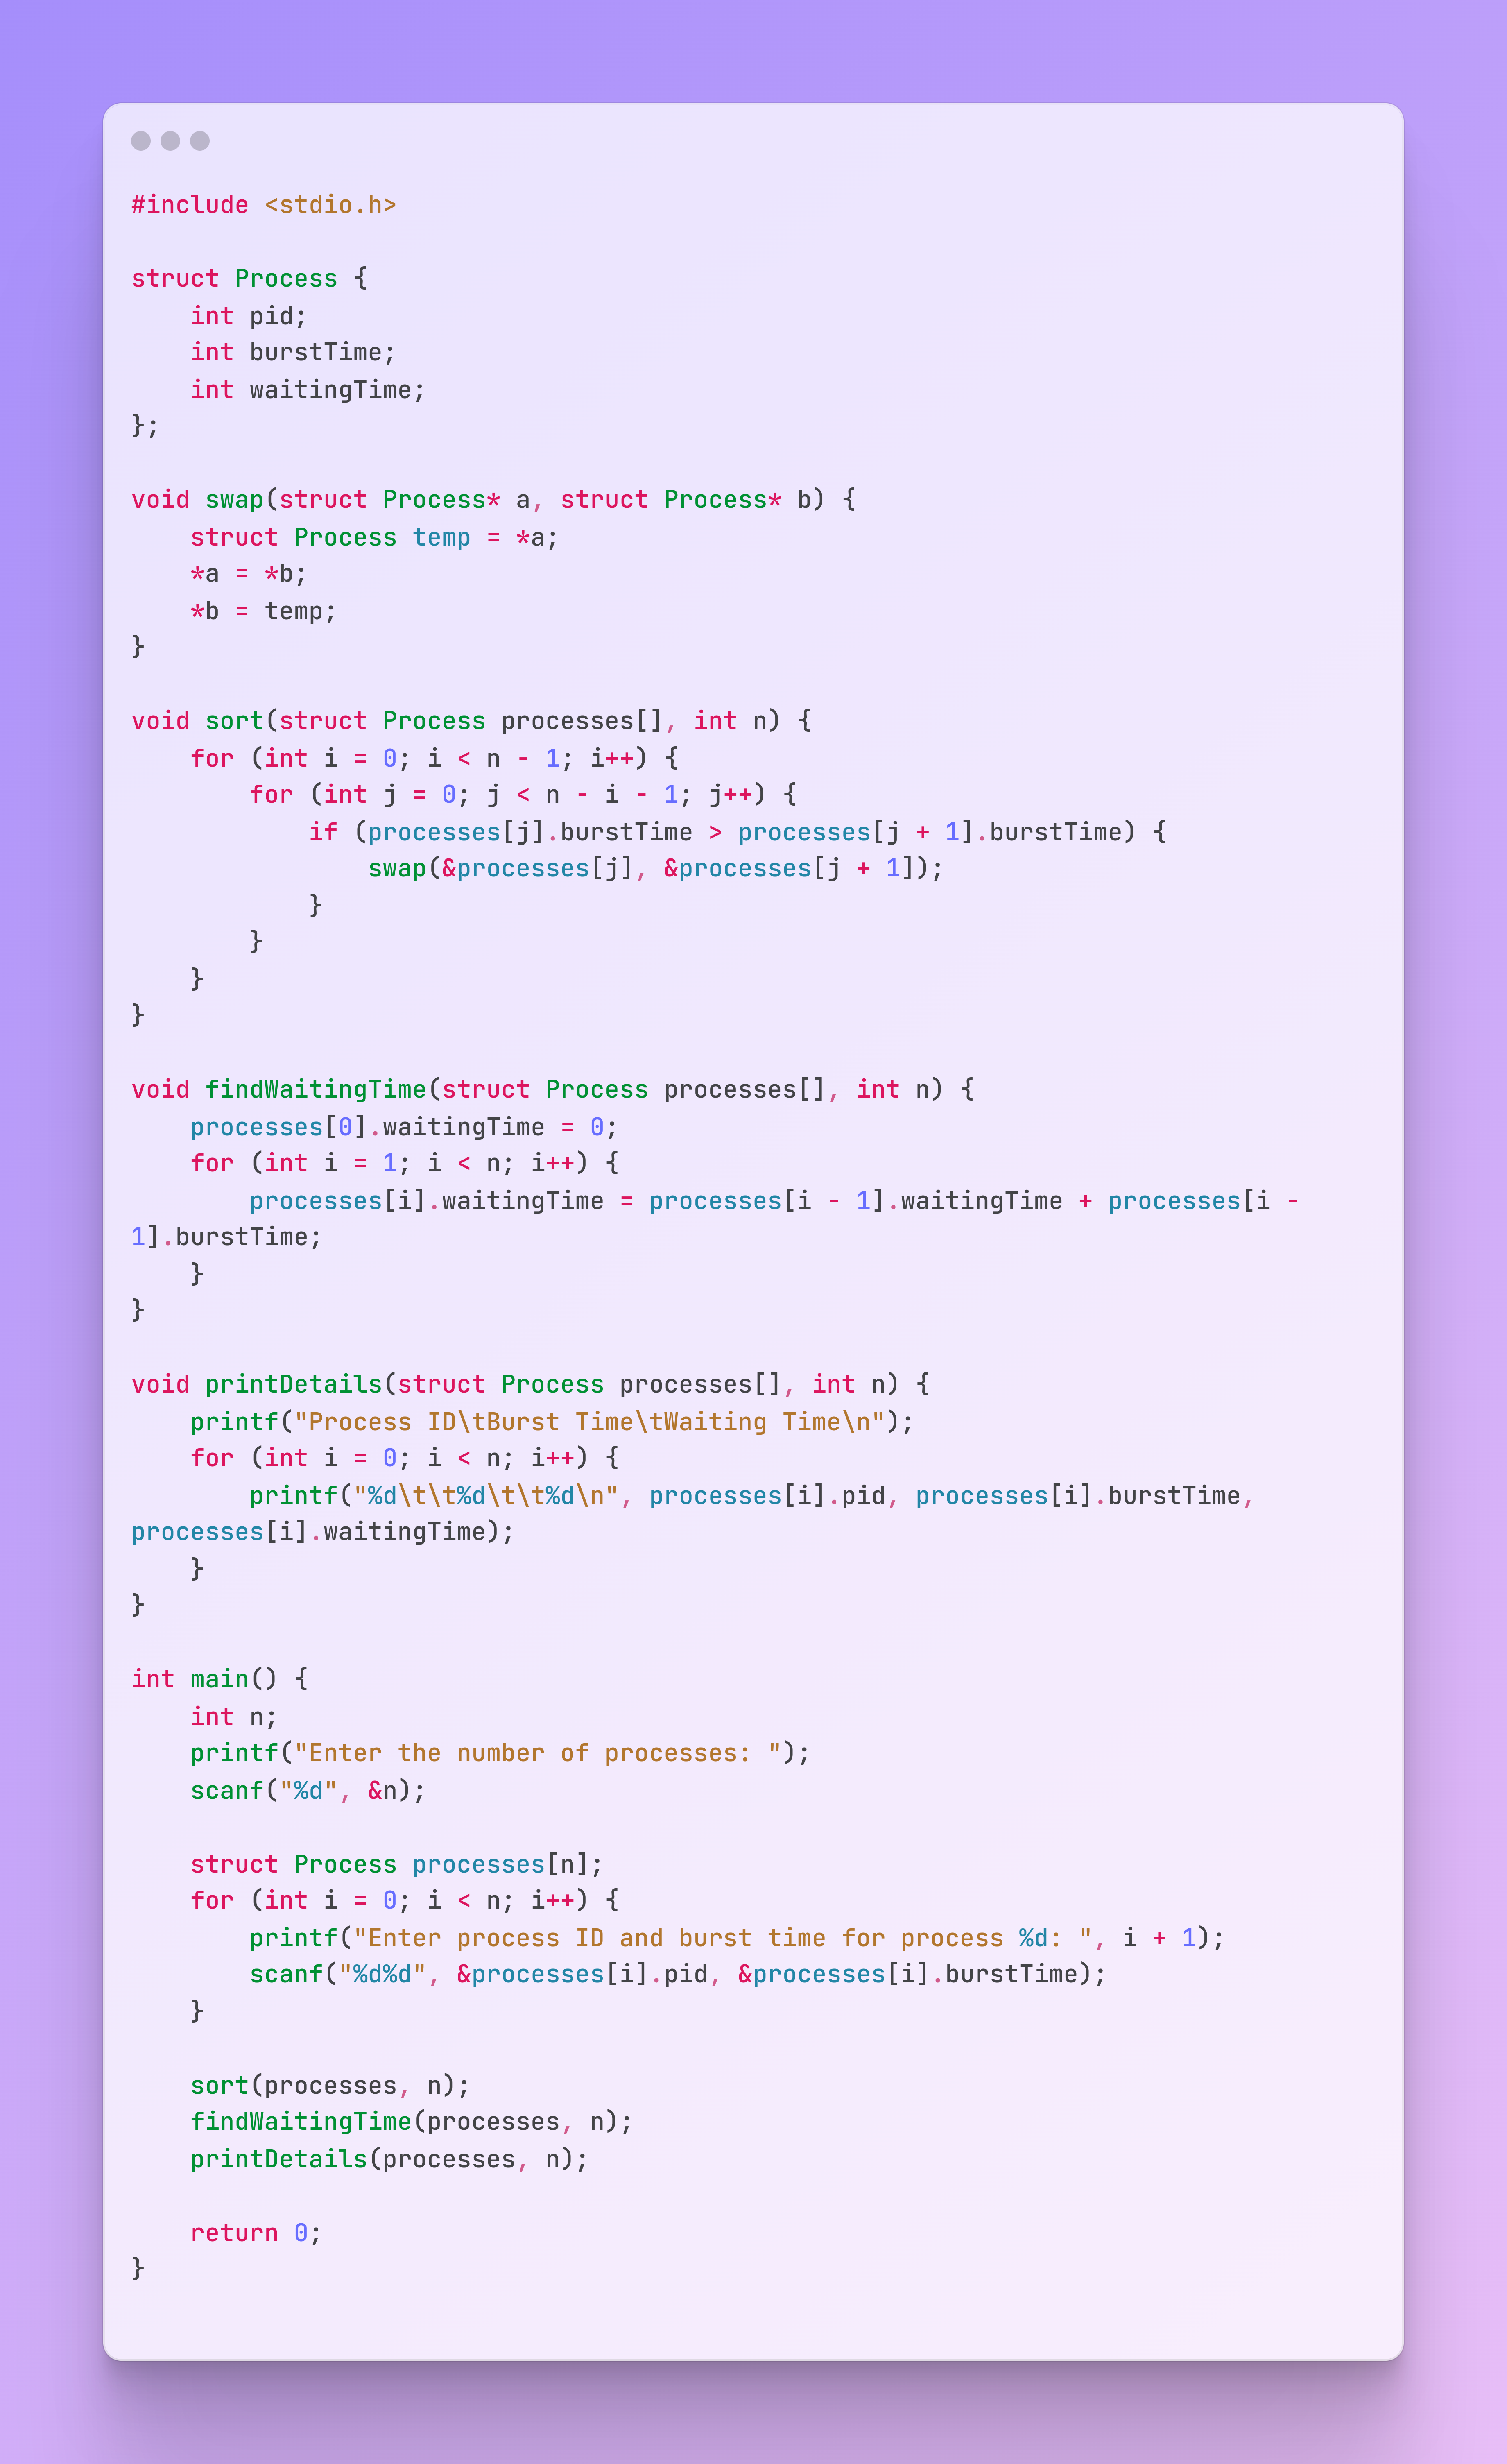 #include <stdio.h>

struct Process {
    int pid;
    int burstTime;
    int waitingTime;
};

void swap(struct Process* a, struct Process* b) {
    struct Process temp = *a;
    *a = *b;
    *b = temp;
}

void sort(struct Process processes[], int n) {
    for (int i = 0; i < n - 1; i++) {
        for (int j = 0; j < n - i - 1; j++) {
            if (processes[j].burstTime > processes[j + 1].burstTime) {
                swap(&processes[j], &processes[j + 1]);
            }
        }
    }
}

void findWaitingTime(struct Process processes[], int n) {
    processes[0].waitingTime = 0;
    for (int i = 1; i < n; i++) {
        processes[i].waitingTime = processes[i - 1].waitingTime + processes[i -
1].burstTime;
    }
}

void printDetails(struct Process processes[], int n) {
    printf("Process ID\tBurst Time\tWaiting Time\n");
    for (int i = 0; i < n; i++) {
        printf("%d\t\t%d\t\t%d\n", processes[i].pid, processes[i].burstTime,
processes[i].waitingTime);
    }
}

int main() {
    int n;
    printf("Enter the number of processes: ");
    scanf("%d", &n);

    struct Process processes[n];
    for (int i = 0; i < n; i++) {
        printf("Enter process ID and burst time for process %d: ", i + 1);
        scanf("%d%d", &processes[i].pid, &processes[i].burstTime);
    }

    sort(processes, n);
    findWaitingTime(processes, n);
    printDetails(processes, n);

    return 0;
}